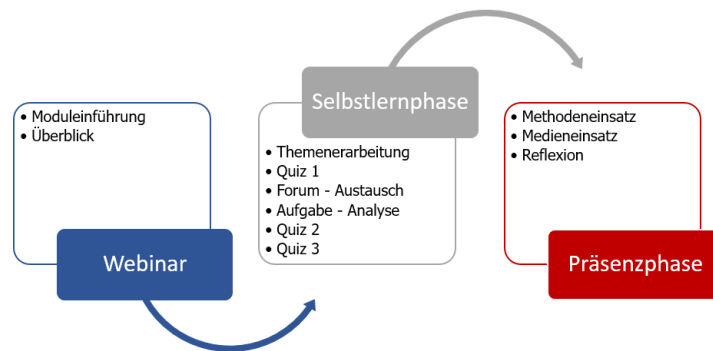 • Moduleinführung
• Überblick
Webinar
Selbstlernphase
• Themenerarbeitung
• Quiz 1
• Forum - Austausch
• Aufgabe - Analyse
• Quiz 2
• Quiz 3
• Methodeneinsatz
• Medieneinsatz
• Reflexion
Präsenzphase